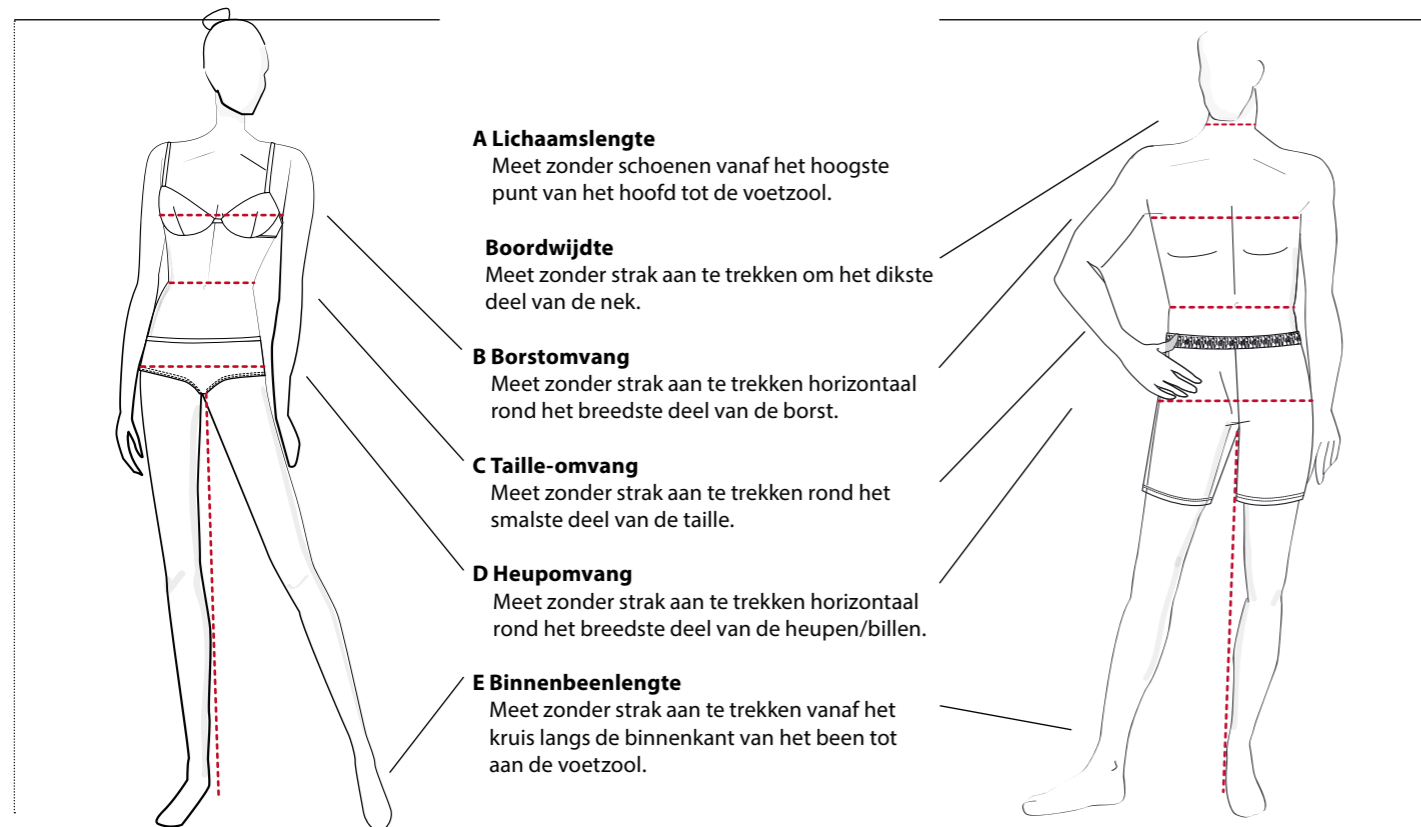 A Lichaamslengte
Meet zonder schoenen vanaf het hoogste
punt van het hoofd tot de voetzool.
Boordwijdte
Meet zonder strak aan te trekken om het dikste
deel van de nek.
B Borstomvang
Meet zonder strak aan te trekken horizontaal
rond het breedste deel van de borst.
C Taille-omvang
Meet zonder strak aan te trekken rond het
smalste deel van de taille.
D Heupomvang
Meet zonder strak aan te trekken horizontaal
rond het breedste deel van de heupen/billen.
E Binnenbeenlengte
Meet zonder strak aan te trekken vanaf het
kruis langs de binnenkant van het been tot
aan de voetzool.